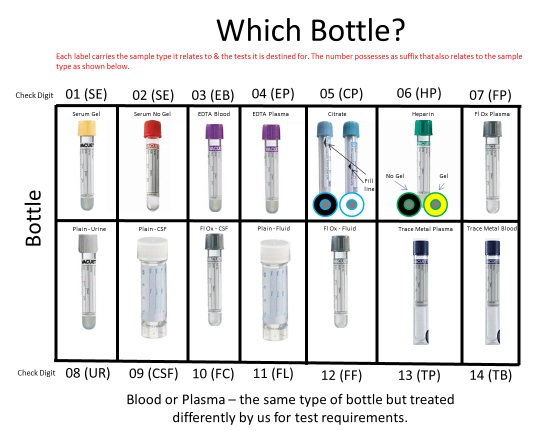 Which Bottle?
Each label carries the sample type it relates to & the tests it is destined for. The number possesses as suffix that also relates to the sample
type as shown below.
Check Digit 01 (SE) 02 (SE) 03 (EB) 04 (EP) 05 (CP) 06 (HP) 07 (FP)
Serum Gel Serum No Gel EDTA Blood EDTA Plasma Citrate Heparin Fl Ox Plasma
No Gel Gel
Fill
line
Bottle
Plain - Urine Plain - CSF Fl Ox - CSF Plain - Fluid Fl Ox - Fluid Trace Metal Plasma Trace Metal Blood
Check Digit 08 (UR) 09 (CSF) 10 (FC) 11 (FL) 12 (FF) 13 (TP) 14 (TB)
Blood or Plasma – the same type of bottle but treated
differently by us for test requirements.